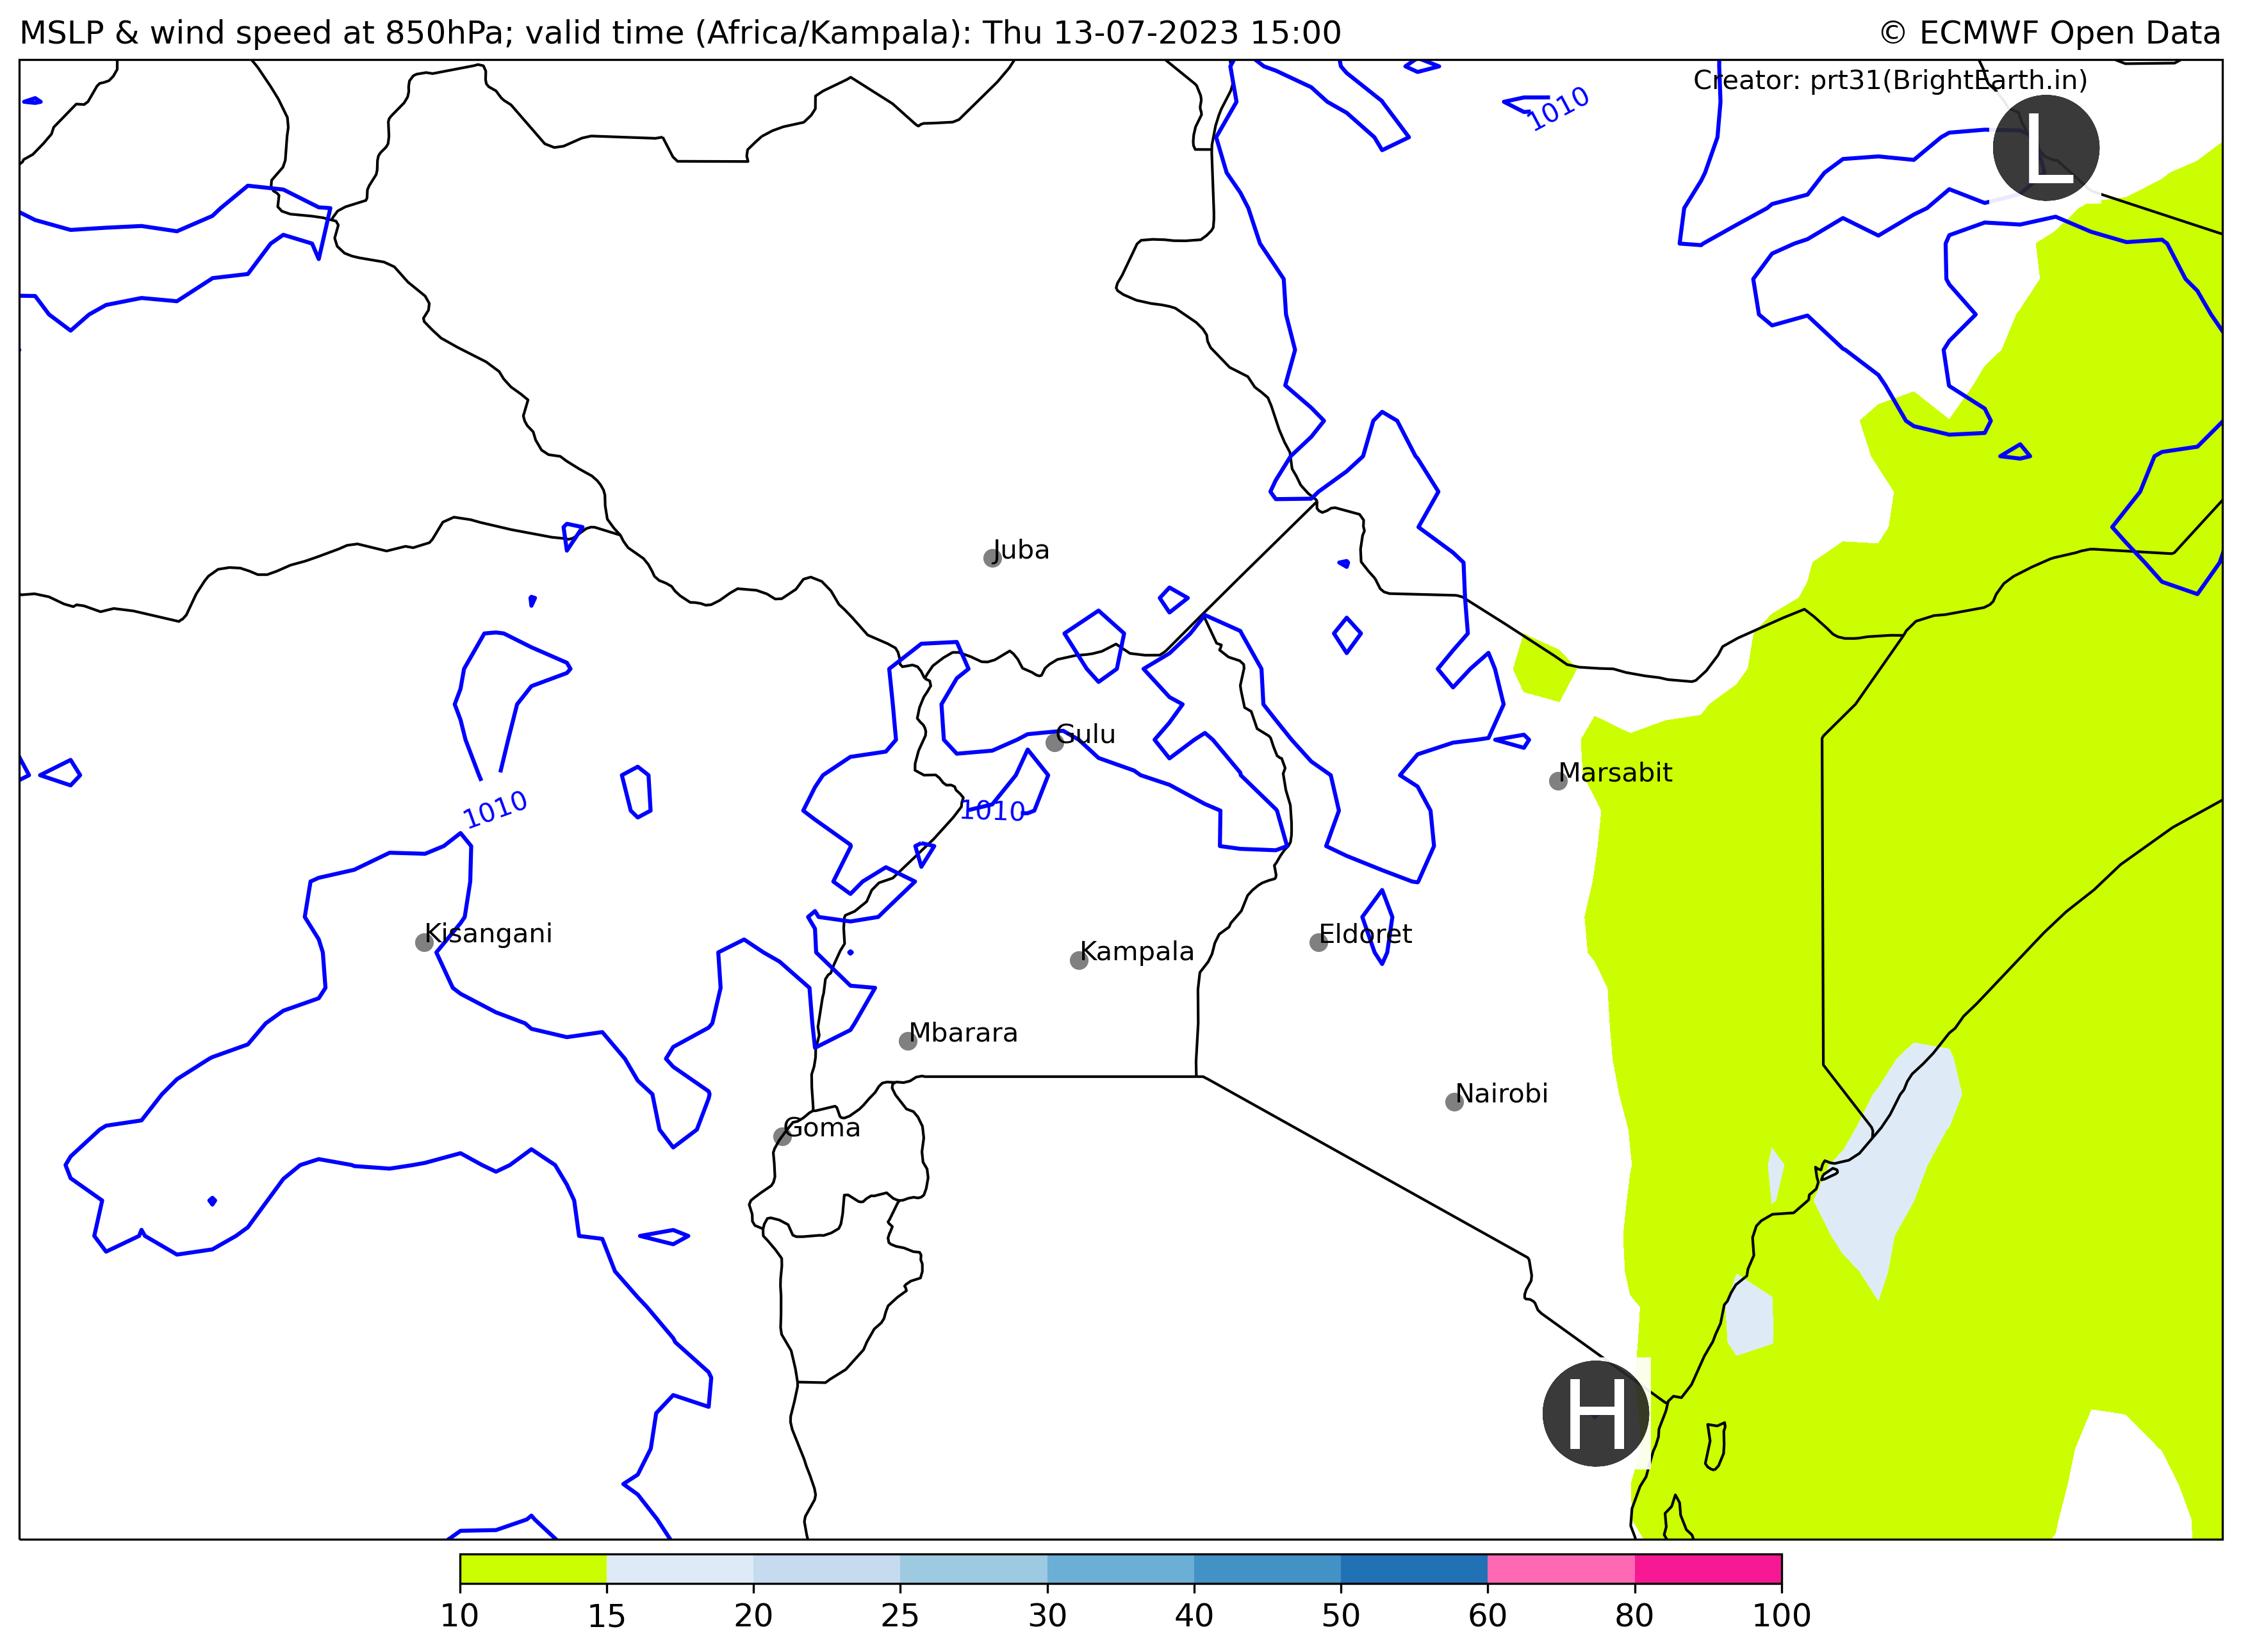 MSLP & wind speed at 850hPa; valid time (Africa/Kampala): Thu 13-07-2023 15:00
© ECMWF Open Data
Creator: prt31(BrightEarth.in)
1010
L
Juba
Gulu
Marsabit
1010
1010
Kisangani
Eldoret
Kampala
Mbarara
Nairobi
Goma
H
10 15 20 25 30 40 50 60 80 100